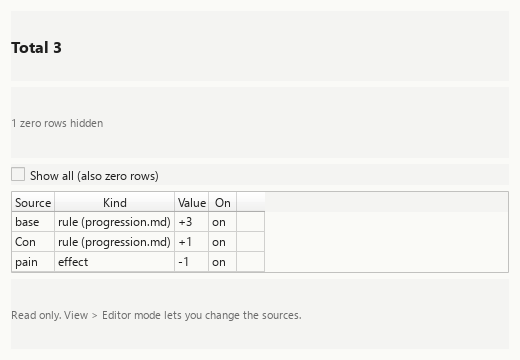 Total 3
1 zero rows hidden
Show all (also zero rows)
Source Kind Value On
base rule (progression.md) +3 on
Con rule (progression.md) +1 on
pain effect -1 on
Read only. View > Editor mode lets you change the sources.